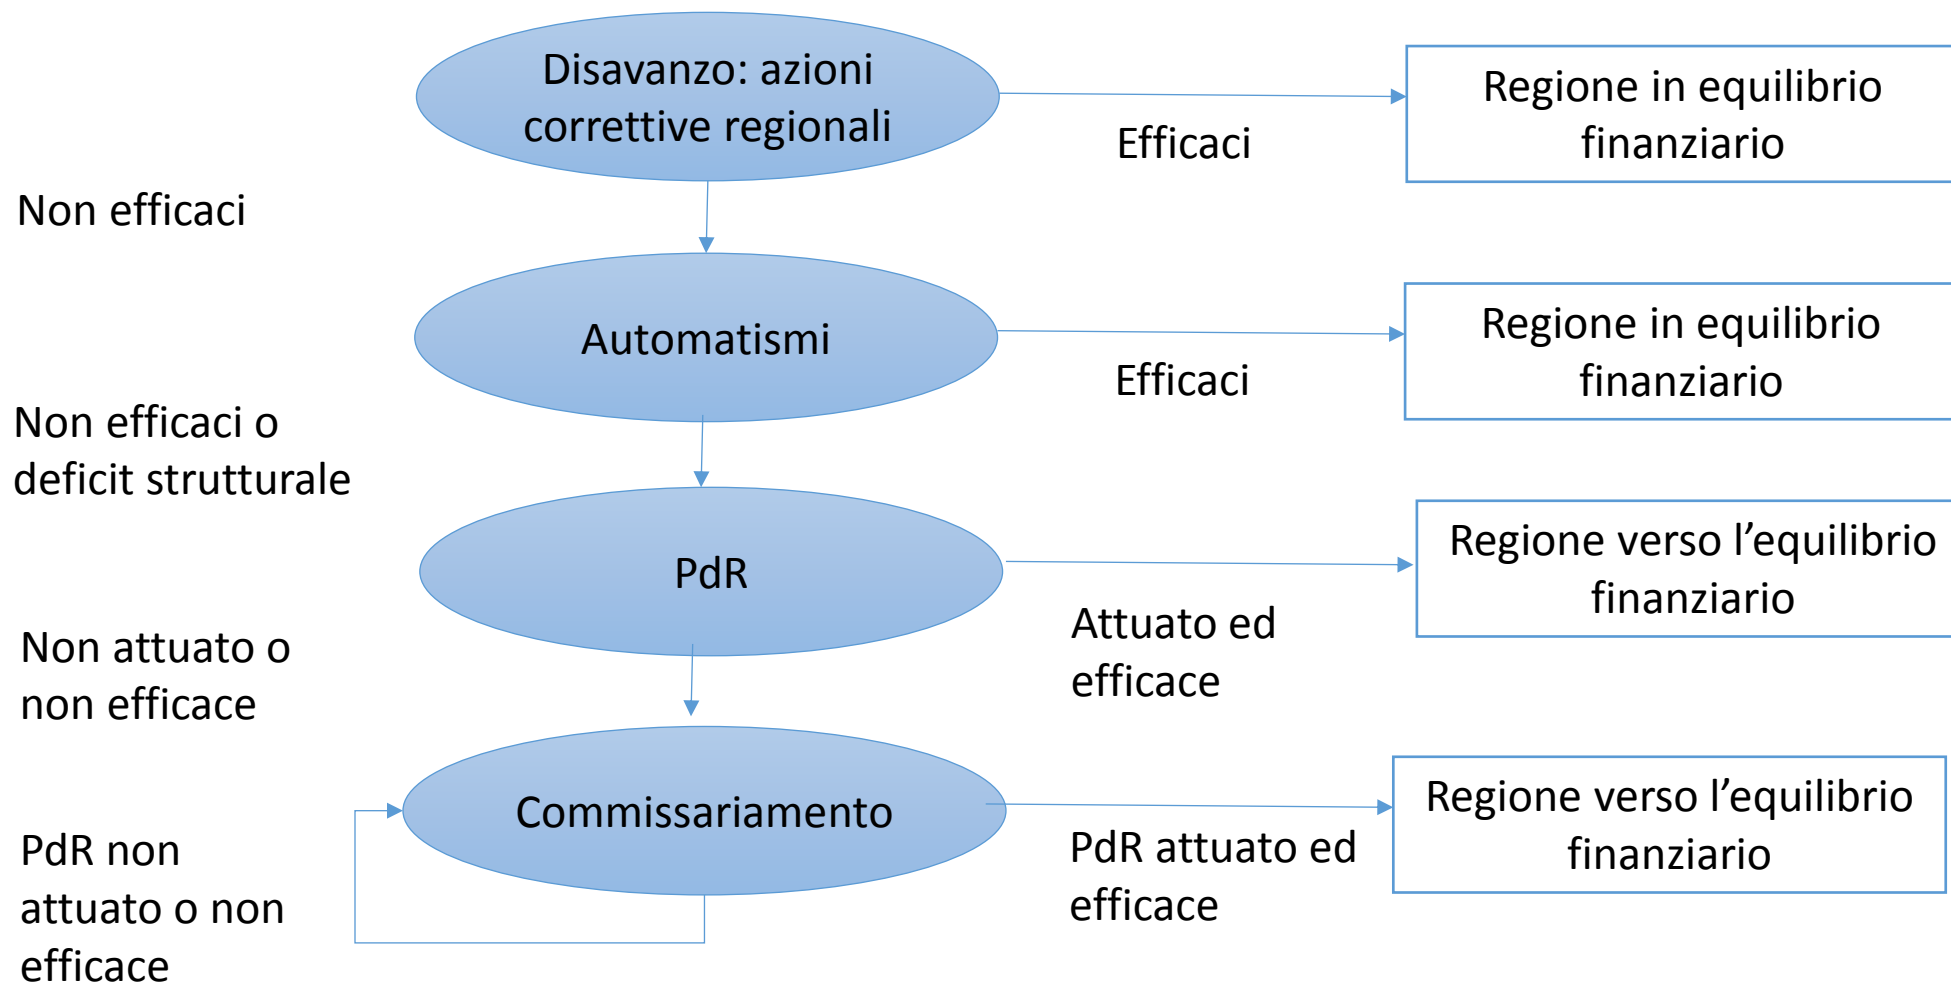 Disavanzo: azioni
correttive regionali
Efficaci
Regione in equilibrio
finanziario
Non efficaci
Automatismi
Efficaci
Regione in equilibrio
finanziario
Non efficaci o
deficit strutturale
PdR
Attuato ed
efficace
Regione verso l’equilibrio
finanziario
Non attuato o
non efficace
Commissariamento
PdR attuato ed
efficace
Regione verso l’equilibrio
finanziario
PdR non
attuato o non
efficace